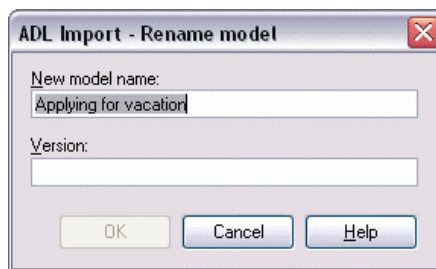 ADL Import - Rename model
New model name:
Applying for vacation
Version:
OK Cancel Help